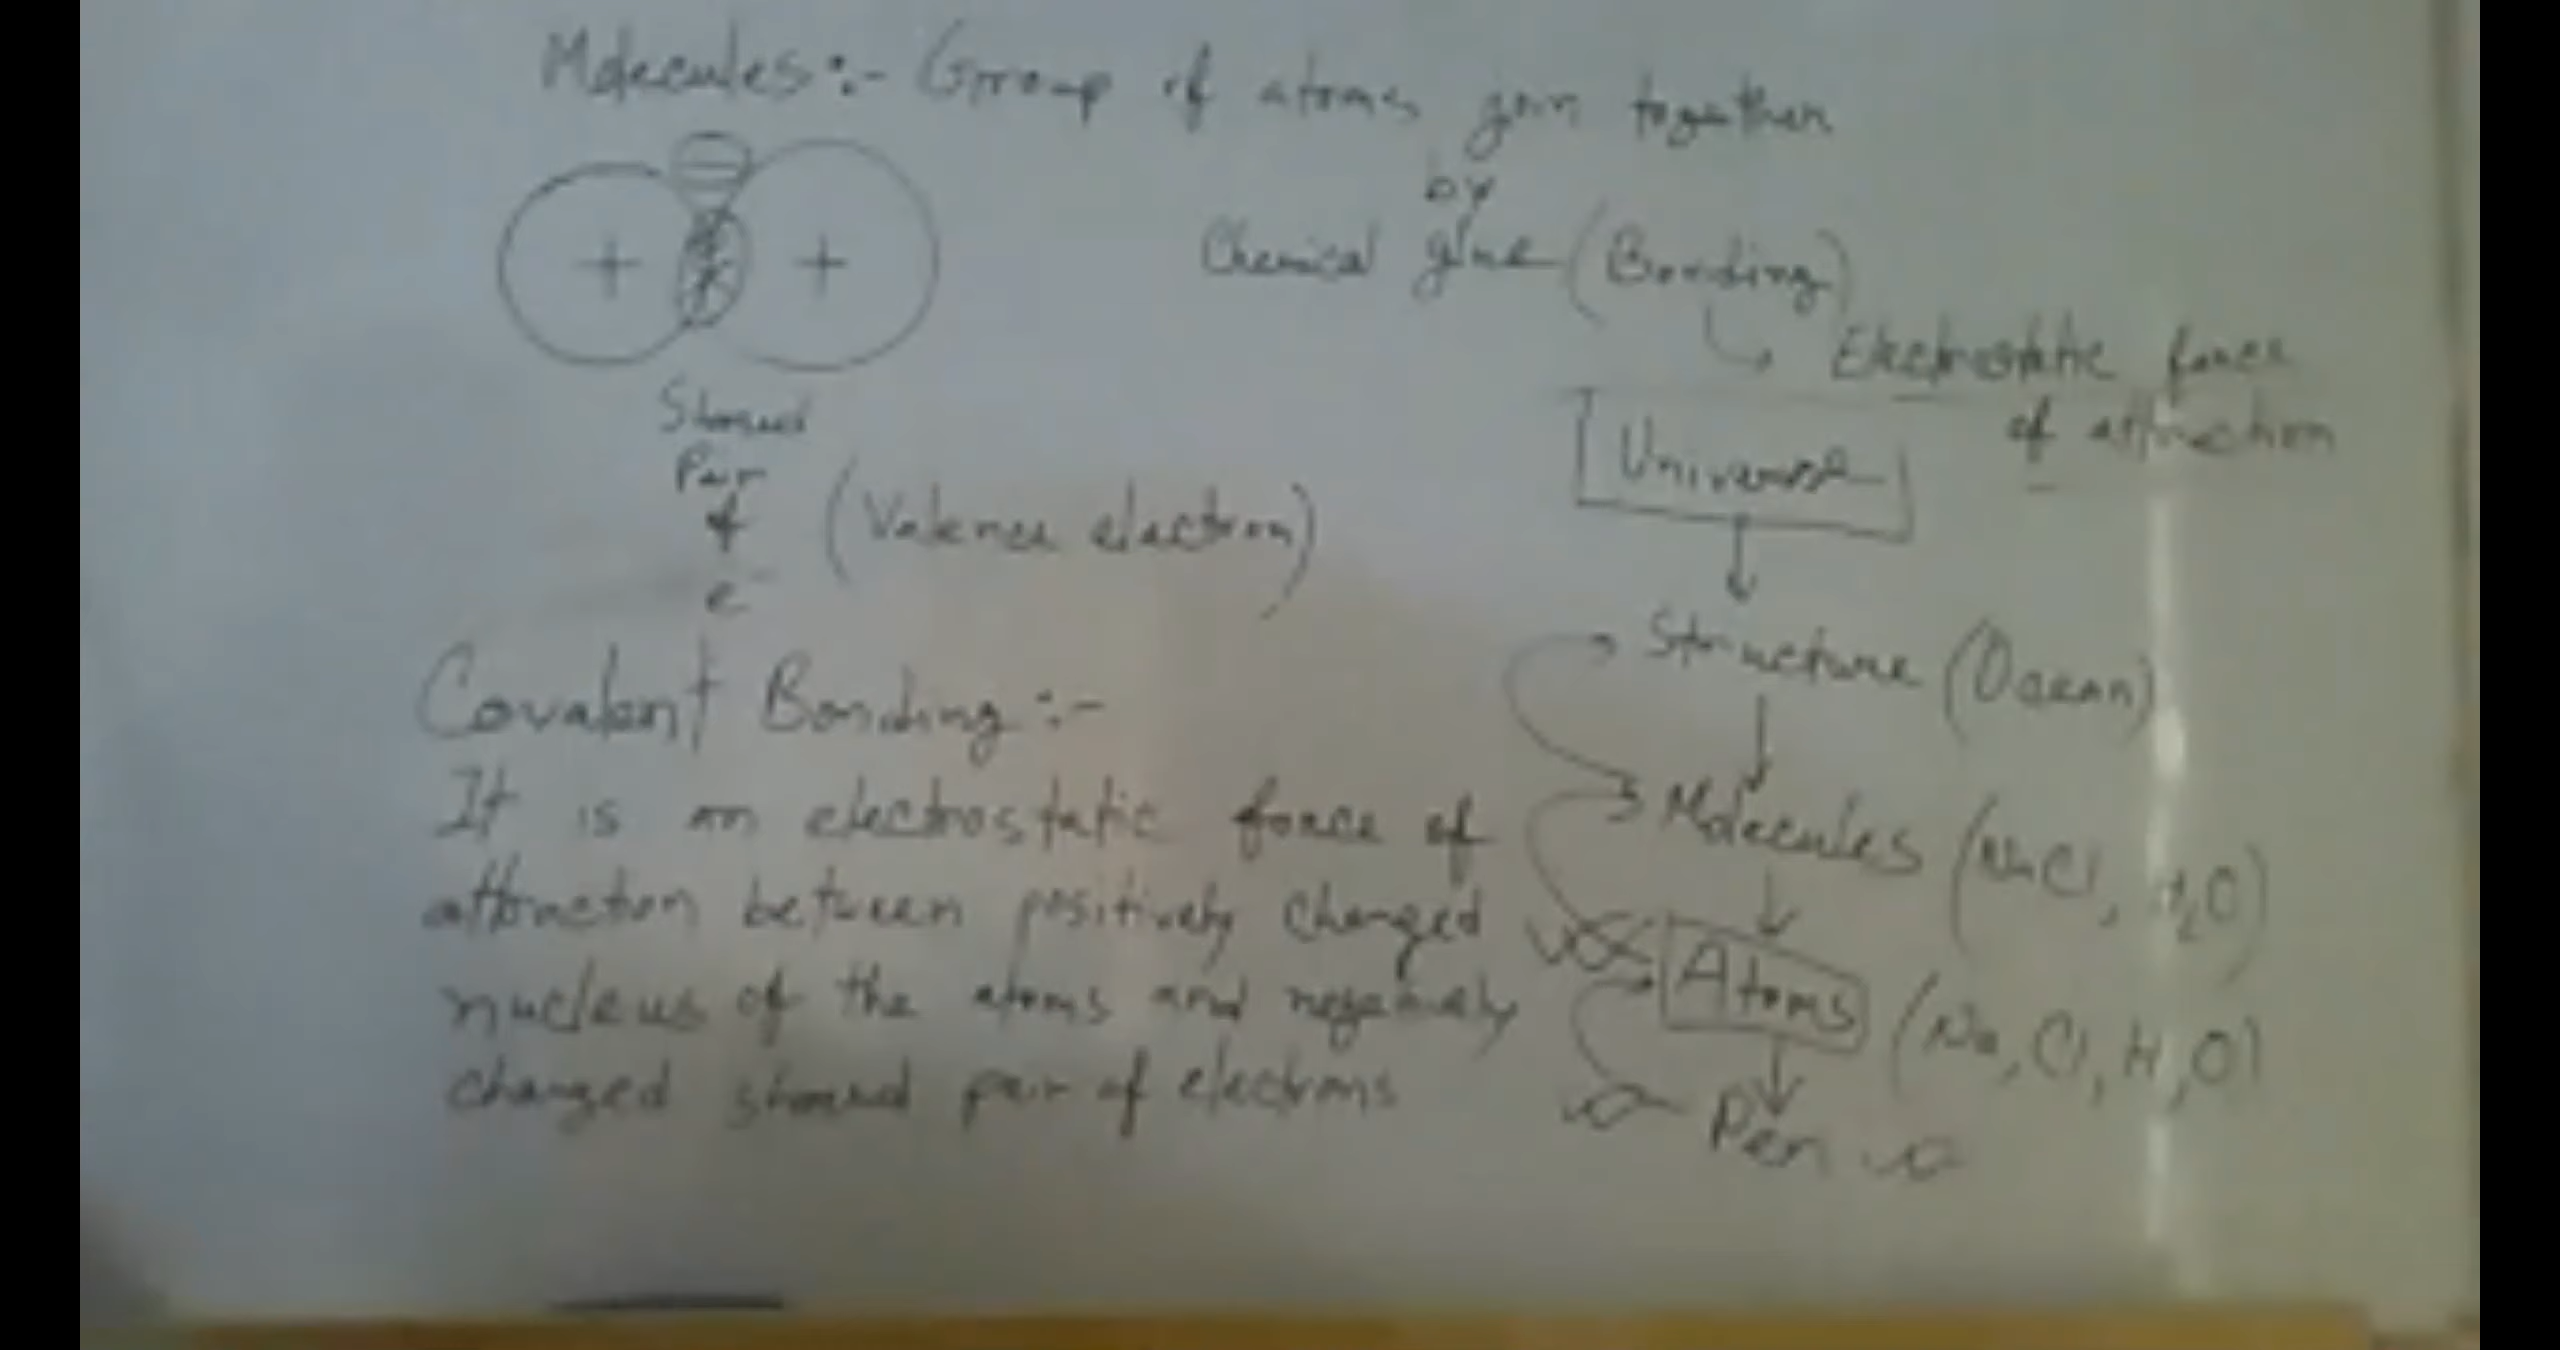 Molecules :- Group of atoms join together
by
Chemical glue (Bonding)
Electrostatic force
of attraction
+ +
Shared
Pair
of (Valence electron)
e⁻
Universe
Structure (Ocean)
Molecules (NaCl, H₂O)
Atoms (Na, Cl, H, O)
Pen
Covalent Bonding :-
It is an electrostatic force of
attraction between positively charged
nucleus of the atoms and negatively
charged shared pair of electrons